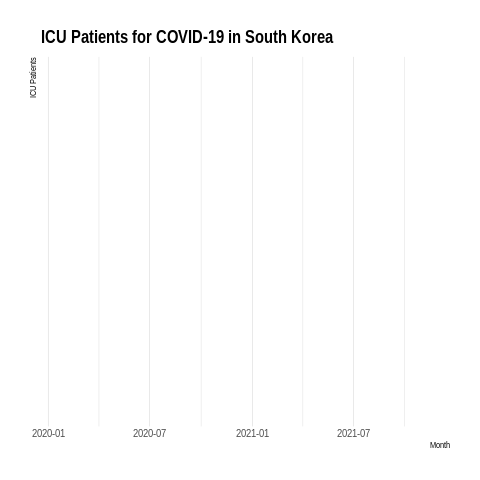 ICU Patients for COVID-19 in South Korea
ICU Patients
2020-01 2020-07 2021-01 2021-07
Month